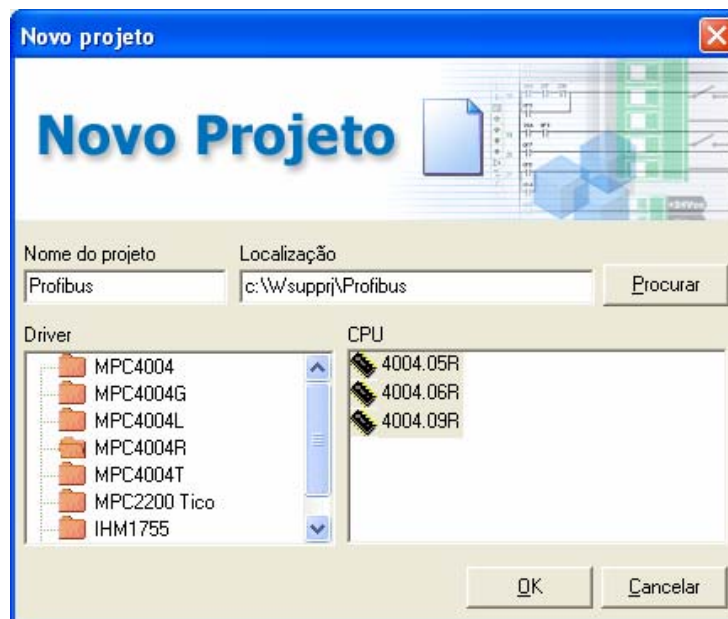 Novo projeto
Novo Projeto
Nome do projeto
Localização
Profibus
c:\Wsupprj\Profibus
Procurar
Driver
CPU
MPC4004
MPC4004G
MPC4004L
MPC4004R
MPC4004T
MPC2200 Tico
IHM1755
4004.05R
4004.06R
4004.09R
OK
Cancelar